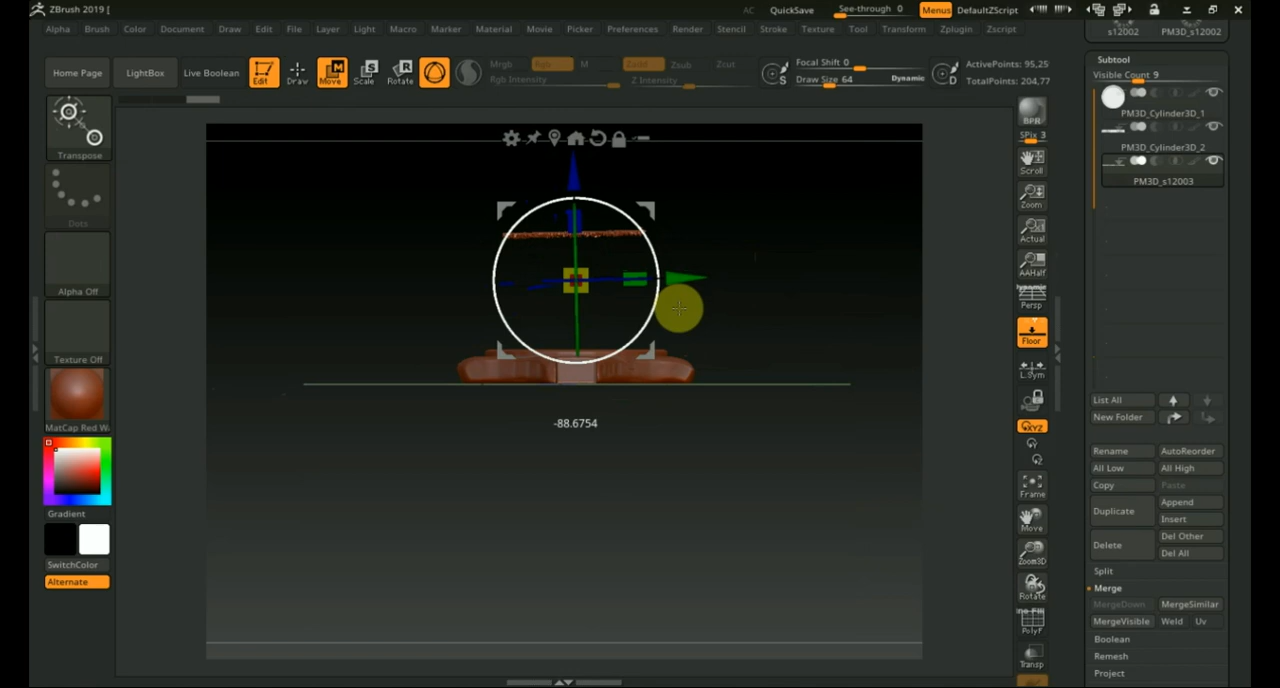 ZBrush 2019 [
AC QuickSave See-through 0 Menus DefaultZScript
Alpha Brush Color Document Draw Edit File Layer Light Macro Marker Material Movie Picker Preferences Render Stencil Stroke Texture Tool Transform Zplugin Zscript
s12002 PM3D_s12002
Home Page LightBox Live Boolean Edit Draw Move Scale Rotate
Mrgb Rgb M Zadd Zsub Zcut
Rgb Intensity Z Intensity
Focal Shift 0
Draw Size 64 Dynamic
S D
ActivePoints: 95,25
TotalPoints: 204,77
Subtool
Visible Count 9
PM3D_Cylinder3D_1
PM3D_Cylinder3D_2
PM3D_s12003
Transpose
Dots
Alpha Off
Texture Off
MatCap Red W
Gradient
SwitchColor
Alternate
-88.6754
BPR
SPix 3
Scroll
Zoom
Actual
AAHalf
Dynamic
Persp
Floor
L.Sym
XYZ
Frame
Move
Zoom3D
Rotate
Line Fill
PolyF
Transp
List All
New Folder
Rename AutoReorder
All Low All High
Copy Paste
Duplicate Append
Insert
Delete Del Other
Del All
Split
Merge
MergeDown MergeSimilar
MergeVisible Weld Uv
Boolean
Remesh
Project